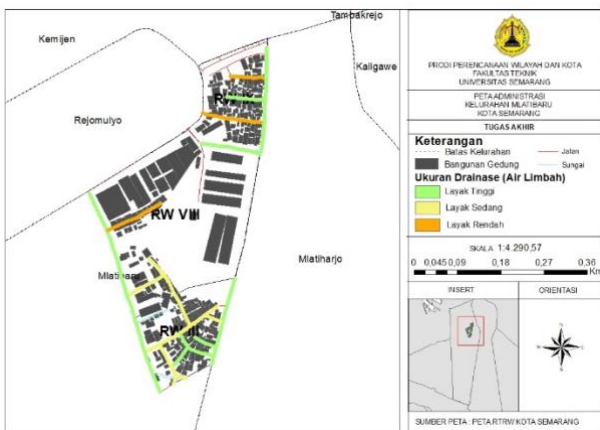 Tambakrejo
Kemijen
Kaligawe
Rejomulyo
RW VIII
Mlatiharjo
PRODI PERENCANAAN WILAYAH DAN KOTA
FAKULTAS TEKNIK
UNIVERSITAS SEMARANG
PETA ADMINISTRASI
KELURAHAN MLATIBARU
KOTA SEMARANG
TUGAS AKHIR
Keterangan
Batas Kelurahan
Jalan
Bangunan Gedung
Sungai
Ukuran Drainase (Air Limbah)
Layak Tinggi
Layak Sedang
Layak Rendah
SKALA 1:4.290,57
0 0,045 0,09 0,18 0,27 0,36
Km
INSERT
ORIENTASI
SUMBER PETA : PETA RTRW KOTA SEMARANG